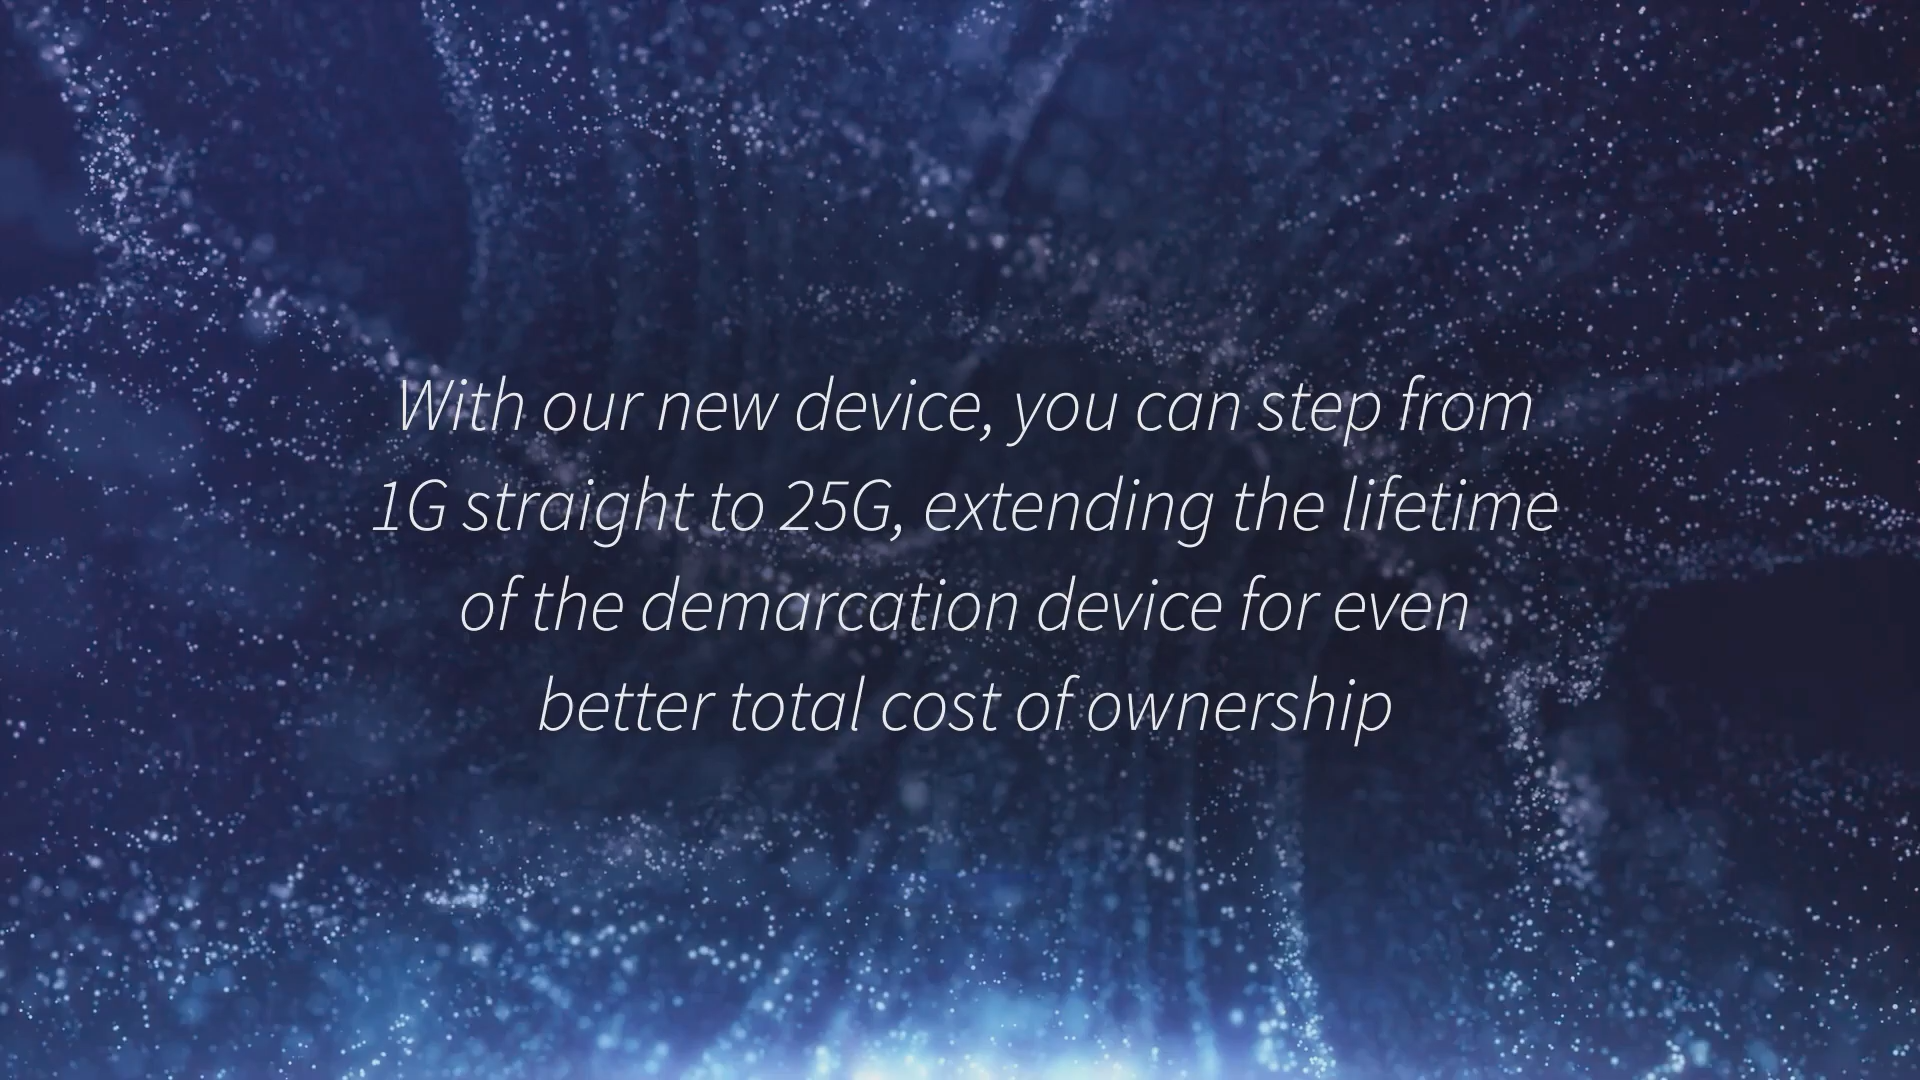 With our new device, you can step from
1G straight to 25G, extending the lifetime
of the demarcation device for even
better total cost of ownership